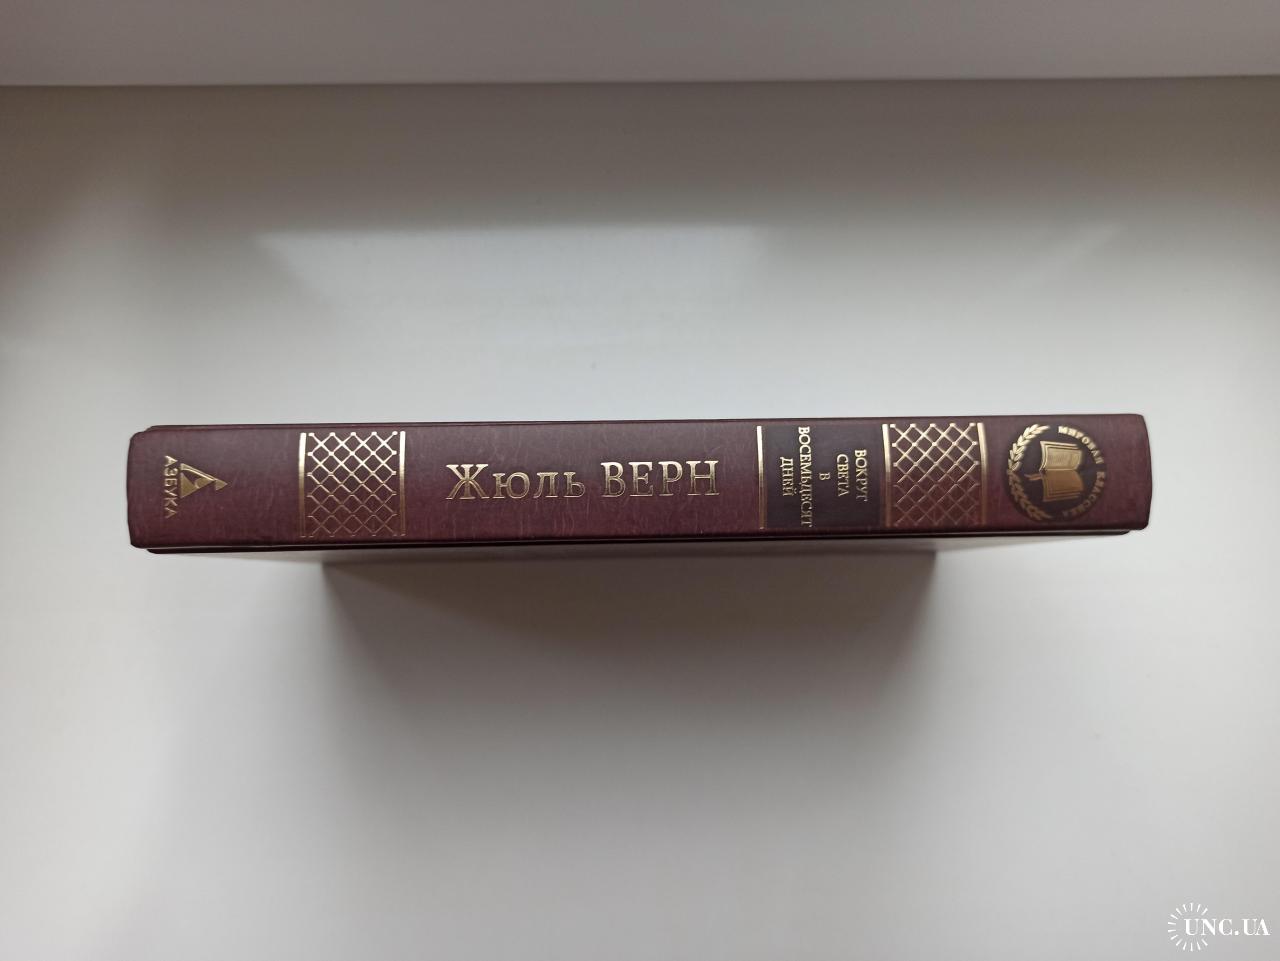 АЗБУКА
Жюль ВЕРН
ВОКРУГ
СВЕТА
В
ВОСЕМЬДЕСЯТ
ДНЕЙ
МИРОВАЯ КЛАССИКА
UNC.UA